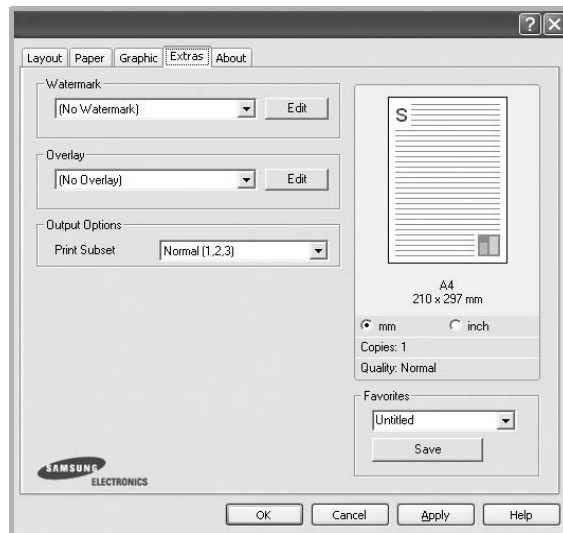 Layout Paper Graphic Extras About
Watermark
(No Watermark) Edit
Overlay
(No Overlay) Edit
Output Options
Print Subset Normal (1,2,3)
S
A4
210 x 297 mm
mm inch
Copies: 1
Quality: Normal
Favorites
Untitled
Save
SAMSUNG
ELECTRONICS
OK Cancel Apply Help